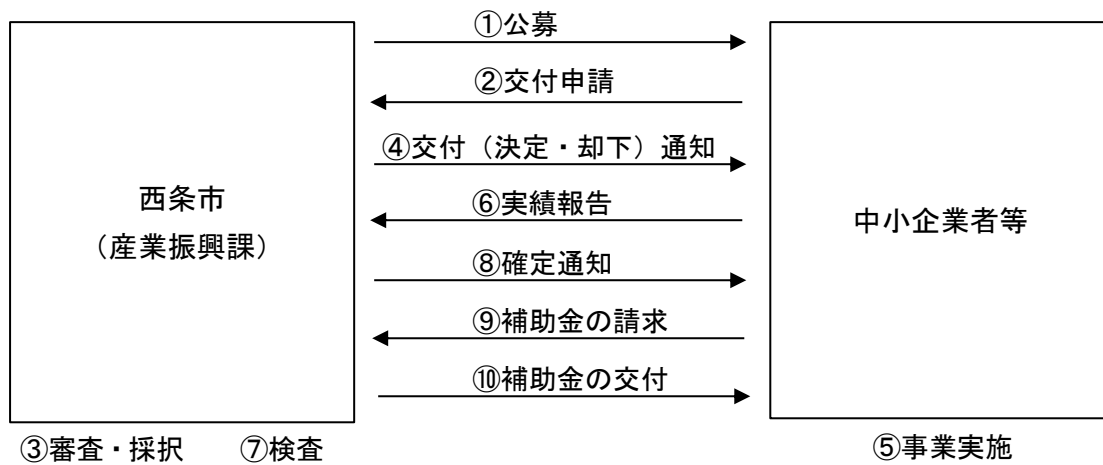 ①公募
②交付申請
④交付（決定・却下）通知
西条市
（産業振興課）
⑥実績報告
中小企業者等
⑧確定通知
⑨補助金の請求
⑩補助金の交付
③審査・採択 ⑦検査
⑤事業実施